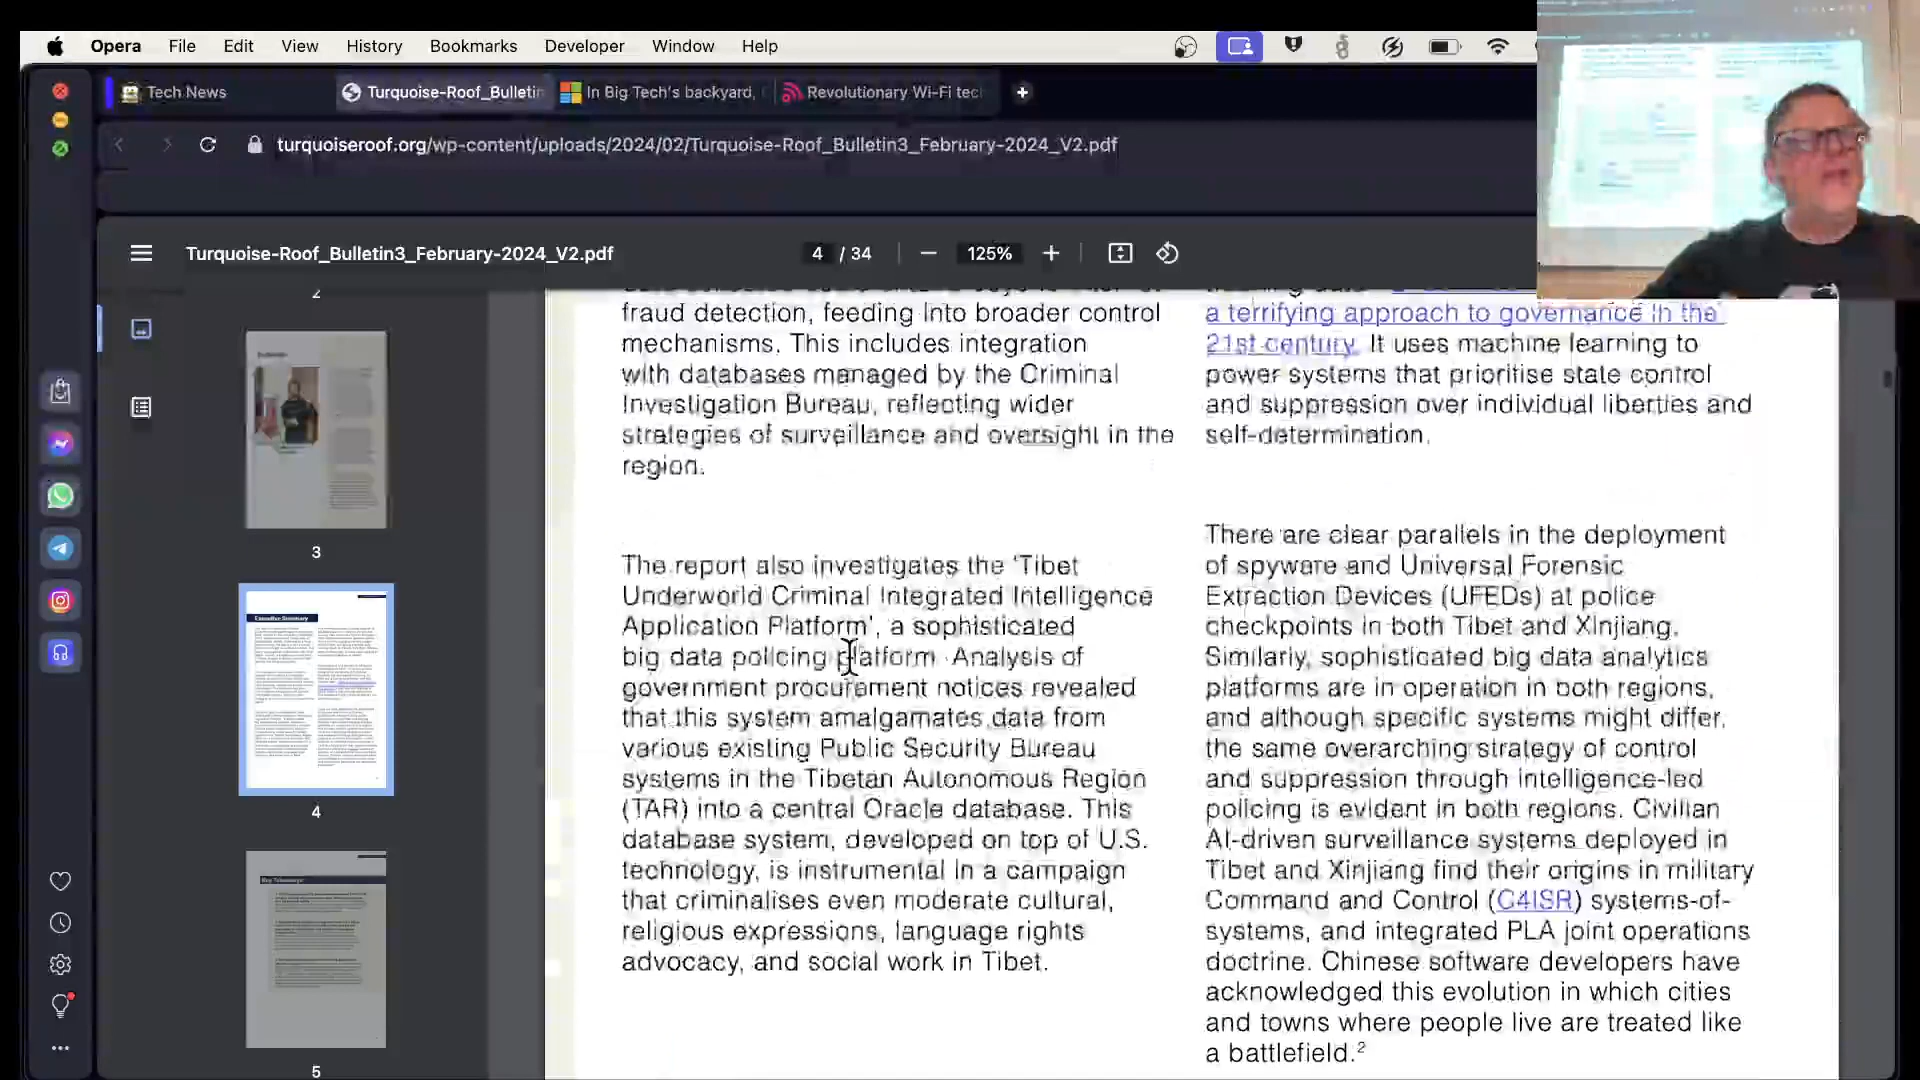 Opera File Edit View History Bookmarks Developer Window Help
Tech News
Turquoise-Roof_Bulletin
In Big Tech's backyard,
Revolutionary Wi-Fi tec
turquoiseroof.org/wp-content/uploads/2024/02/Turquoise-Roof_Bulletin3_February-2024_V2.pdf
Turquoise-Roof_Bulletin3_February-2024_V2.pdf
4 / 34
125%
2
3
Executive Summary
4
Key Takeaways
5
fraud detection, feeding into broader control
mechanisms. This includes integration
with databases managed by the Criminal
Investigation Bureau, reflecting wider
strategies of surveillance and oversight in the
region.
The report also investigates the 'Tibet
Underworld Criminal Integrated Intelligence
Application Platform', a sophisticated
big data policing platform. Analysis of
government procurement notices revealed
that this system amalgamates data from
various existing Public Security Bureau
systems in the Tibetan Autonomous Region
(TAR) into a central Oracle database. This
database system, developed on top of U.S.
technology, is instrumental in a campaign
that criminalises even moderate cultural,
religious expressions, language rights
advocacy, and social work in Tibet.
a terrifying approach to governance in the
21st century. It uses machine learning to
power systems that prioritise state control
and suppression over individual liberties and
self-determination.
There are clear parallels in the deployment
of spyware and Universal Forensic
Extraction Devices (UFEDs) at police
checkpoints in both Tibet and Xinjiang.
Similarly, sophisticated big data analytics
platforms are in operation in both regions,
and although specific systems might differ,
the same overarching strategy of control
and suppression through intelligence-led
policing is evident in both regions. Civilian
AI-driven surveillance systems deployed in
Tibet and Xinjiang find their origins in military
Command and Control (C4ISR) systems-of-
systems, and integrated PLA joint operations
doctrine. Chinese software developers have
acknowledged this evolution in which cities
and towns where people live are treated like
a battlefield.²